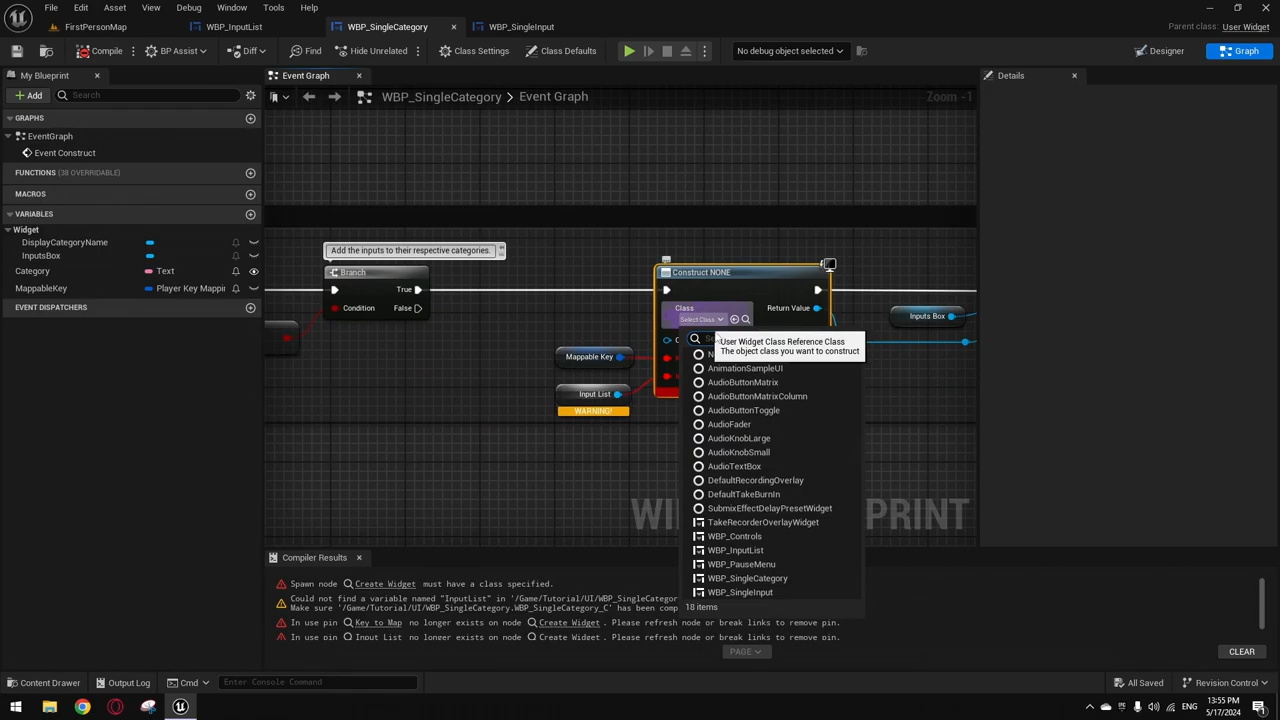 File Edit Asset View Debug Window Tools Help
FirstPersonMap WBP_InputList WBP_SingleCategory WBP_SingleInput Parent class: User Widget
Compile BP Assist Diff Find Hide Unrelated Class Settings Class Defaults No debug object selected Designer Graph
My Blueprint Event Graph Details
Add Search WBP_SingleCategory > Event Graph Zoom -1
GRAPHS
EventGraph
Event Construct
FUNCTIONS (38 OVERRIDABLE)
MACROS
VARIABLES
Widget
DisplayCategoryName
InputsBox
Category Text
MappableKey Player Key Mappir
EVENT DISPATCHERS
Add the inputs to their respective categories.
Branch
True
Condition False
Mappable Key
Input List
WARNING!
Construct NONE
Class Return Value
Select Class
Inputs Box
User Widget Class Reference Class
The object class you want to construct
AnimationSampleUI
AudioButtonMatrix
AudioButtonMatrixColumn
AudioButtonToggle
AudioFader
AudioKnobLarge
AudioKnobSmall
AudioTextBox
DefaultRecordingOverlay
DefaultTakeBurnIn
SubmixEffectDelayPresetWidget
TakeRecorderOverlayWidget
WBP_Controls
WBP_InputList
WBP_PauseMenu
WBP_SingleCategory
WBP_SingleInput
18 items
Compiler Results
Spawn node Create Widget must have a class specified.
Could not find a variable named "InputList" in '/Game/Tutorial/UI/WBP_SingleCategor
Make sure '/Game/Tutorial/UI/WBP_SingleCategory.WBP_SingleCategory_C' has been comp
In use pin Key to Map no longer exists on node Create Widget . Please refresh node or break links to remove pin.
In use pin Input List no longer exists on node Create Widget . Please refresh node or break links to remove pin.
PAGE CLEAR
Content Drawer Output Log Cmd Enter Console Command All Saved Revision Control
ENG 13:55 PM
5/17/2024